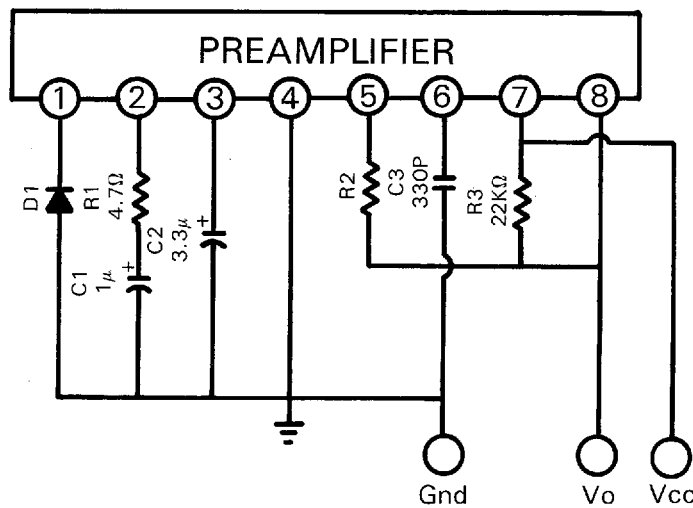 PREAMPLIFIER
1 2 3 4 5 6 7 8
D1
R1
4.7Ω
C2
3.3μ
+
C1
1μ
+
R2
C3
330P
R3
22KΩ
Gnd
Vo
Vcc